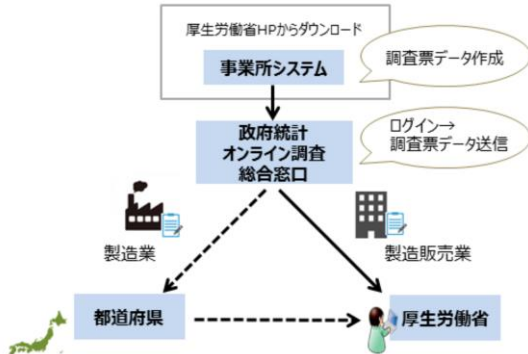 厚生労働省HPからダウンロード
事業所システム
調査票データ作成
政府統計
オンライン調査
総合窓口
ログイン→
調査票データ送信
製造業
製造販売業
都道府県
厚生労働省